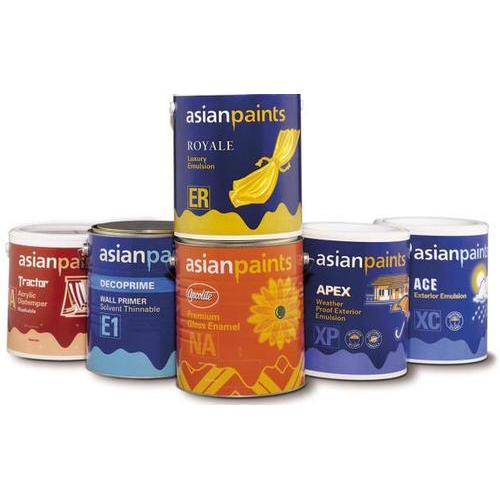 asianpaints
ROYALE
Luxury
Emulsion
ER
asianpaints
Tractor
Acrylic
Distemper
Washable
A
asianpa
DECOPRIME
WALL PRIMER
Solvent Thinnable
E1
asianpaints
Apcolite
Premium
Gloss Enamel
NA
asianpaints
APEX
Weather
Proof Exterior
Emulsion
XP
asianpaints
ACE
Exterior Emulsion
XC